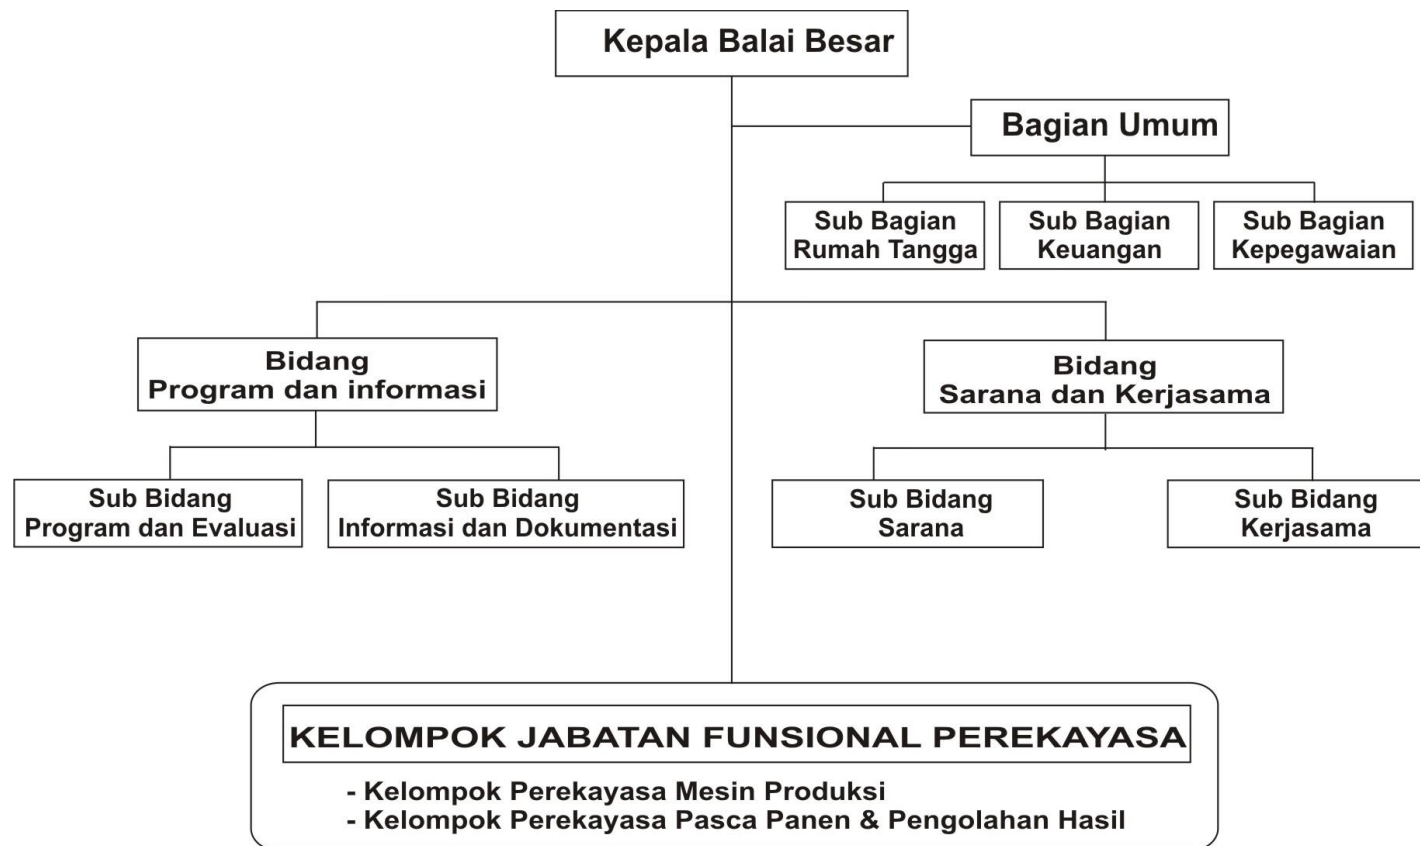 Kepala Balai Besar
Bagian Umum
Sub Bagian
Rumah Tangga
Sub Bagian
Keuangan
Sub Bagian
Kepegawaian
Bidang
Program dan informasi
Bidang
Sarana dan Kerjasama
Sub Bidang
Program dan Evaluasi
Sub Bidang
Informasi dan Dokumentasi
Sub Bidang
Sarana
Sub Bidang
Kerjasama
KELOMPOK JABATAN FUNSIONAL PEREKAYASA
- Kelompok Perekayasa Mesin Produksi
- Kelompok Perekayasa Pasca Panen & Pengolahan Hasil